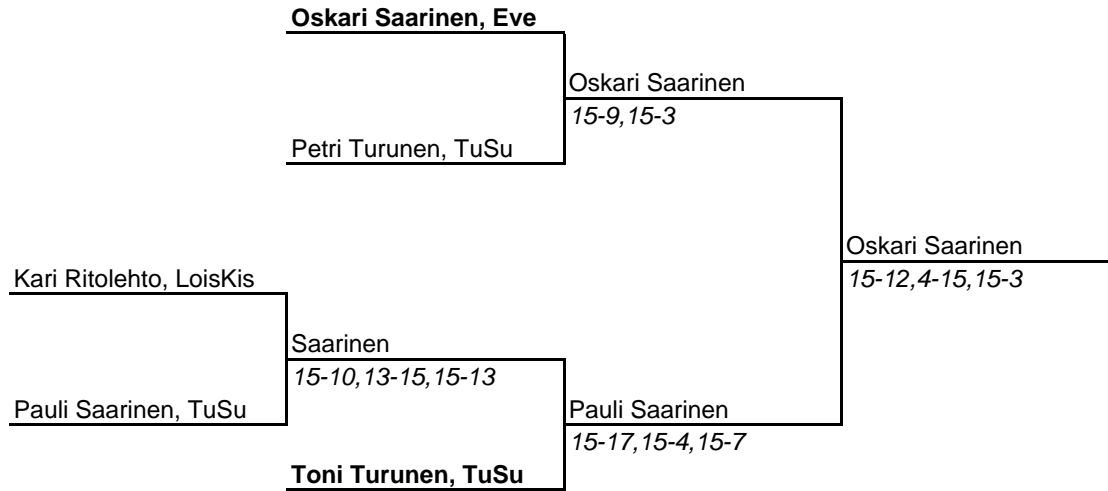 Oskari Saarinen, Eve
Oskari Saarinen
15-9,15-3
Petri Turunen, TuSu
Oskari Saarinen
15-12,4-15,15-3
Kari Ritolehto, LoisKis
Saarinen
15-10,13-15,15-13
Pauli Saarinen, TuSu
Pauli Saarinen
15-17,15-4,15-7
Toni Turunen, TuSu